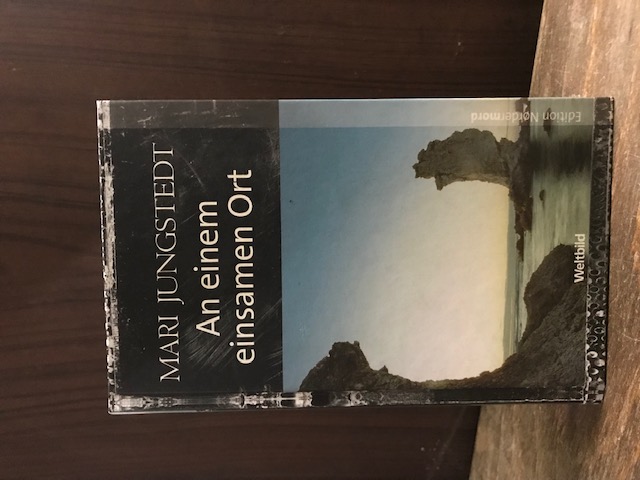 MARI JUNGSTEDT
An einem
einsamen Ort
Edition Nordermord
Weltbild